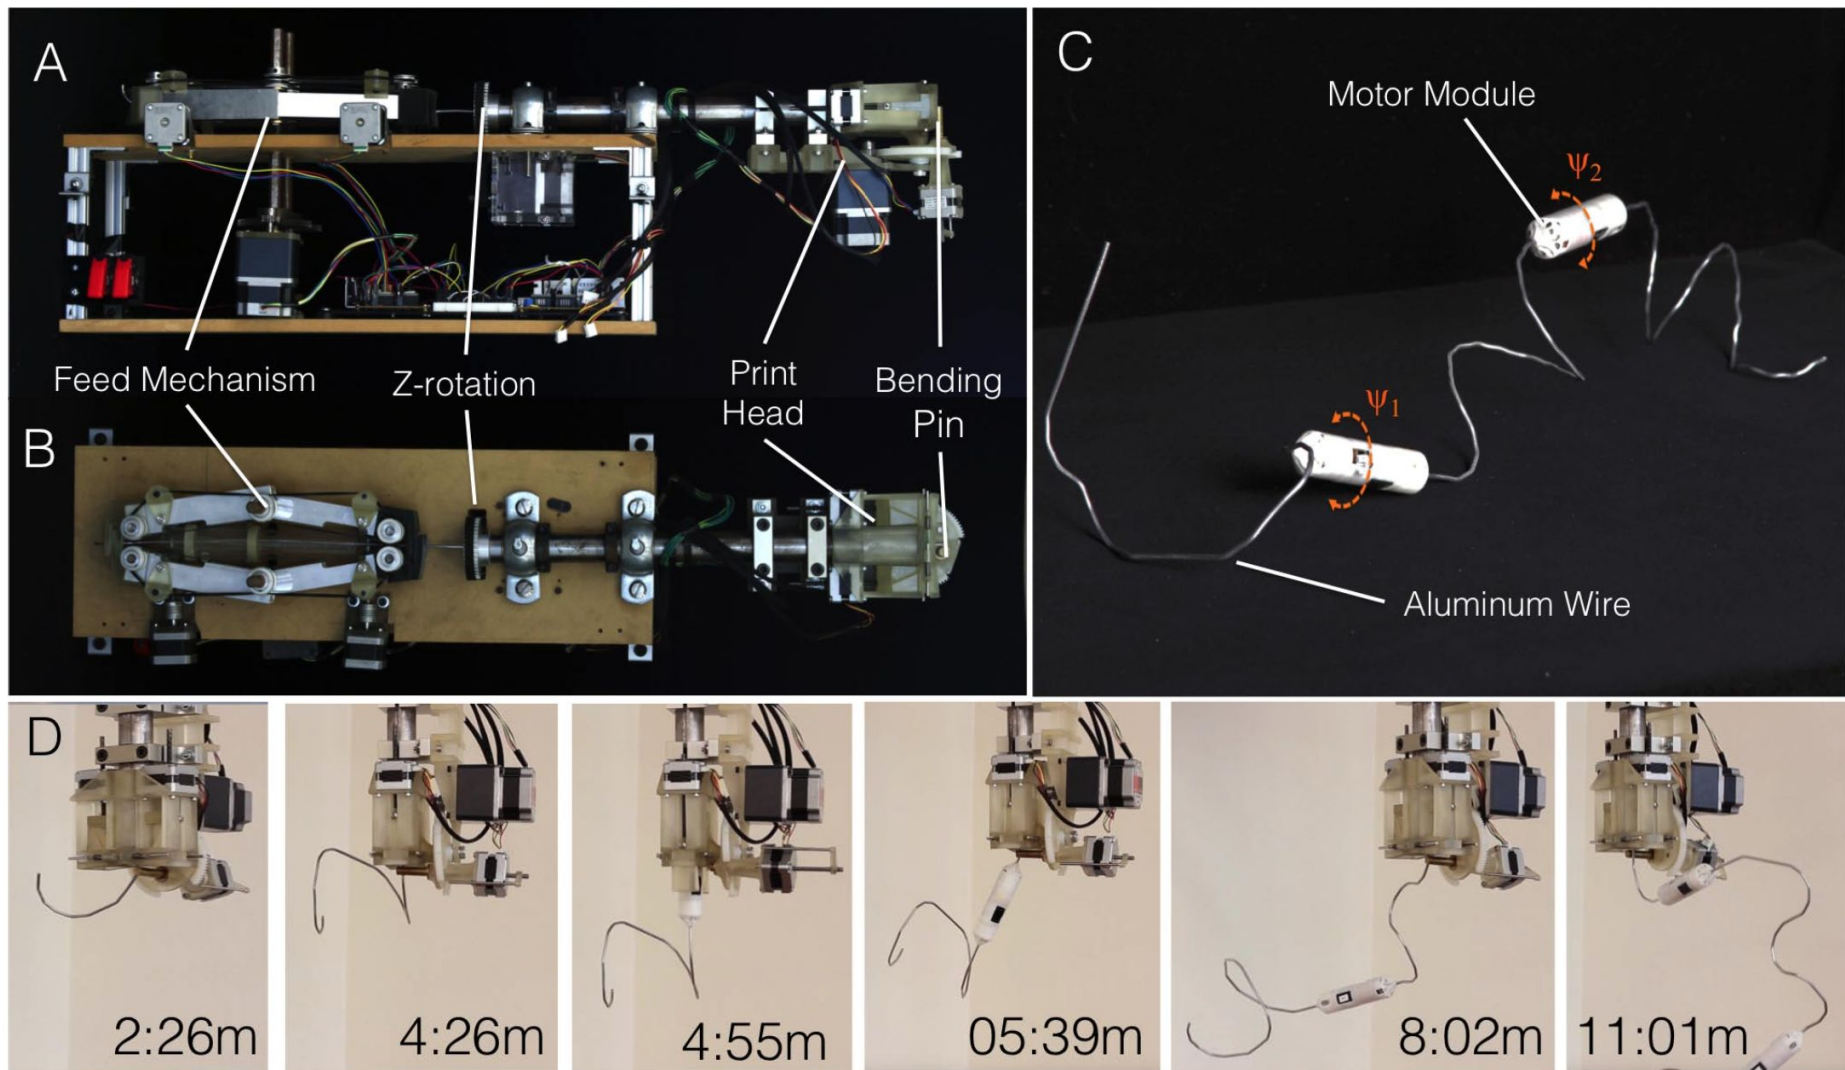 A
Feed Mechanism
Z-rotation
Print
Head
Bending
Pin
B
C
Motor Module
Ψ2
Ψ1
Aluminum Wire
D
2:26m
4:26m
4:55m
05:39m
8:02m
11:01m